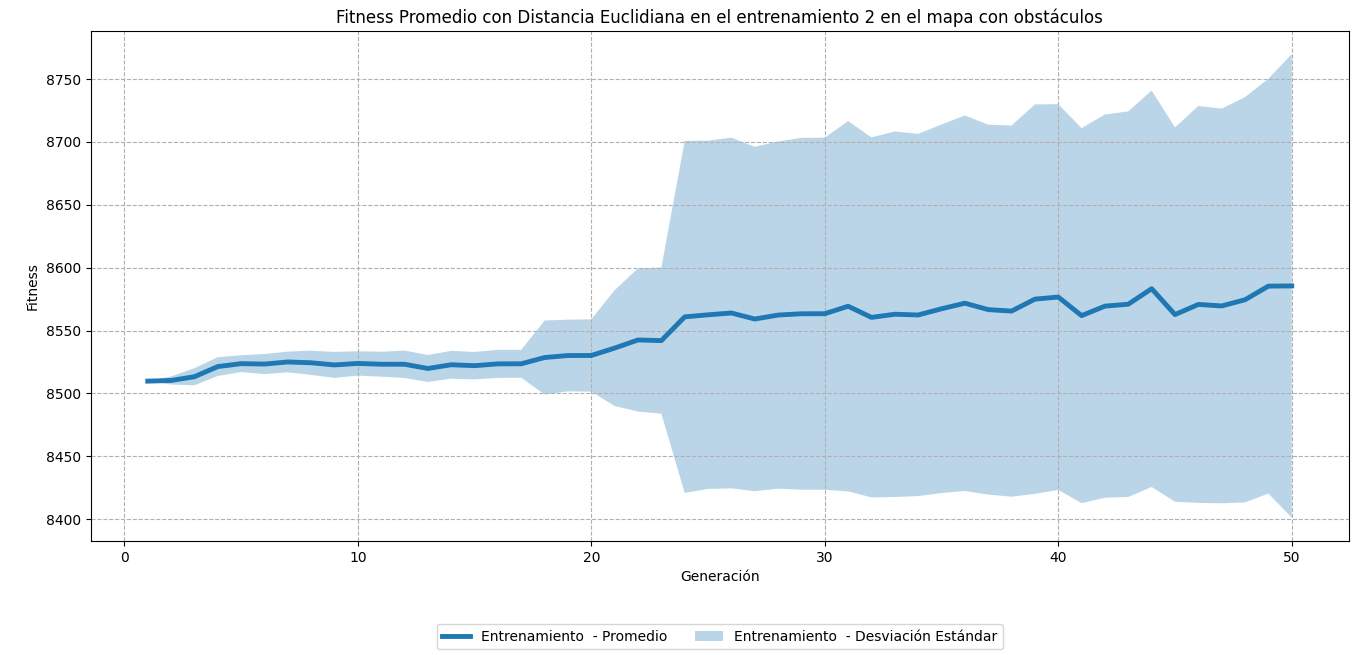 Fitness Promedio con Distancia Euclidiana en el entrenamiento 2 en el mapa con obstáculos
8750
8700
8650
8600
8550
8500
8450
8400
Fitness
0 10 20 30 40 50
Generación
Entrenamiento  - Promedio Entrenamiento  - Desviación Estándar